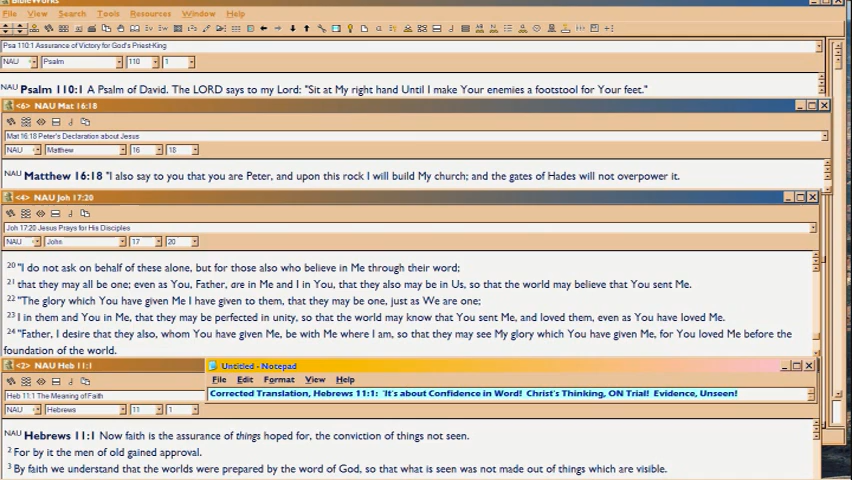 BibleWorks
File View Search Tools Resources Window Help
Psa 110:1 Assurance of Victory for God's Priest-King
NAU Psalm 110 1
NAU Psalm 110:1 A Psalm of David. The LORD says to my Lord: "Sit at My right hand Until I make Your enemies a footstool for Your feet."
<6> NAU Mat 16:18
Mat 16:18 Peter's Declaration about Jesus
NAU Matthew 16 18
NAU Matthew 16:18 "I also say to you that you are Peter, and upon this rock I will build My church; and the gates of Hades will not overpower it.
<4> NAU Joh 17:20
Joh 17:20 Jesus Prays for His Disciples
NAU John 17 20
20 "I do not ask on behalf of these alone, but for those also who believe in Me through their word;
21 that they may all be one; even as You, Father, are in Me and I in You, that they also may be in Us, so that the world may believe that You sent Me.
22 "The glory which You have given Me I have given to them, that they may be one, just as We are one;
23 I in them and You in Me, that they may be perfected in unity, so that the world may know that You sent Me, and loved them, even as You have loved Me.
24 "Father, I desire that they also, whom You have given Me, be with Me where I am, so that they may see My glory which You have given Me, for You loved Me before the
foundation of the world.
<2> NAU Heb 11:1
Untitled - Notepad
File Edit Format View Help
Corrected Translation, Hebrews 11:1: 'It's about Confidence in Word! Christ's Thinking, ON Trial! Evidence, Unseen!
Heb 11:1 The Meaning of Faith
NAU Hebrews 11 1
NAU Hebrews 11:1 Now faith is the assurance of things hoped for, the conviction of things not seen.
2 For by it the men of old gained approval.
3 By faith we understand that the worlds were prepared by the word of God, so that what is seen was not made out of things which are visible.